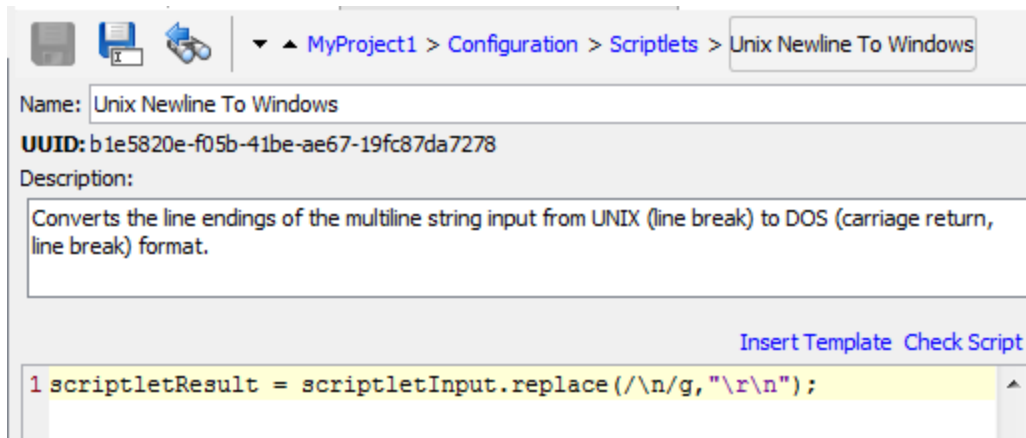 MyProject1 > Configuration > Scriptlets > Unix Newline To Windows
Name: Unix Newline To Windows
UUID: b1e5820e-f05b-41be-ae67-19fc87da7278
Description:
Converts the line endings of the multiline string input from UNIX (line break) to DOS (carriage return,
line break) format.
Insert Template Check Script
1 scriptletResult = scriptletInput.replace(/\n/g,"\r\n");